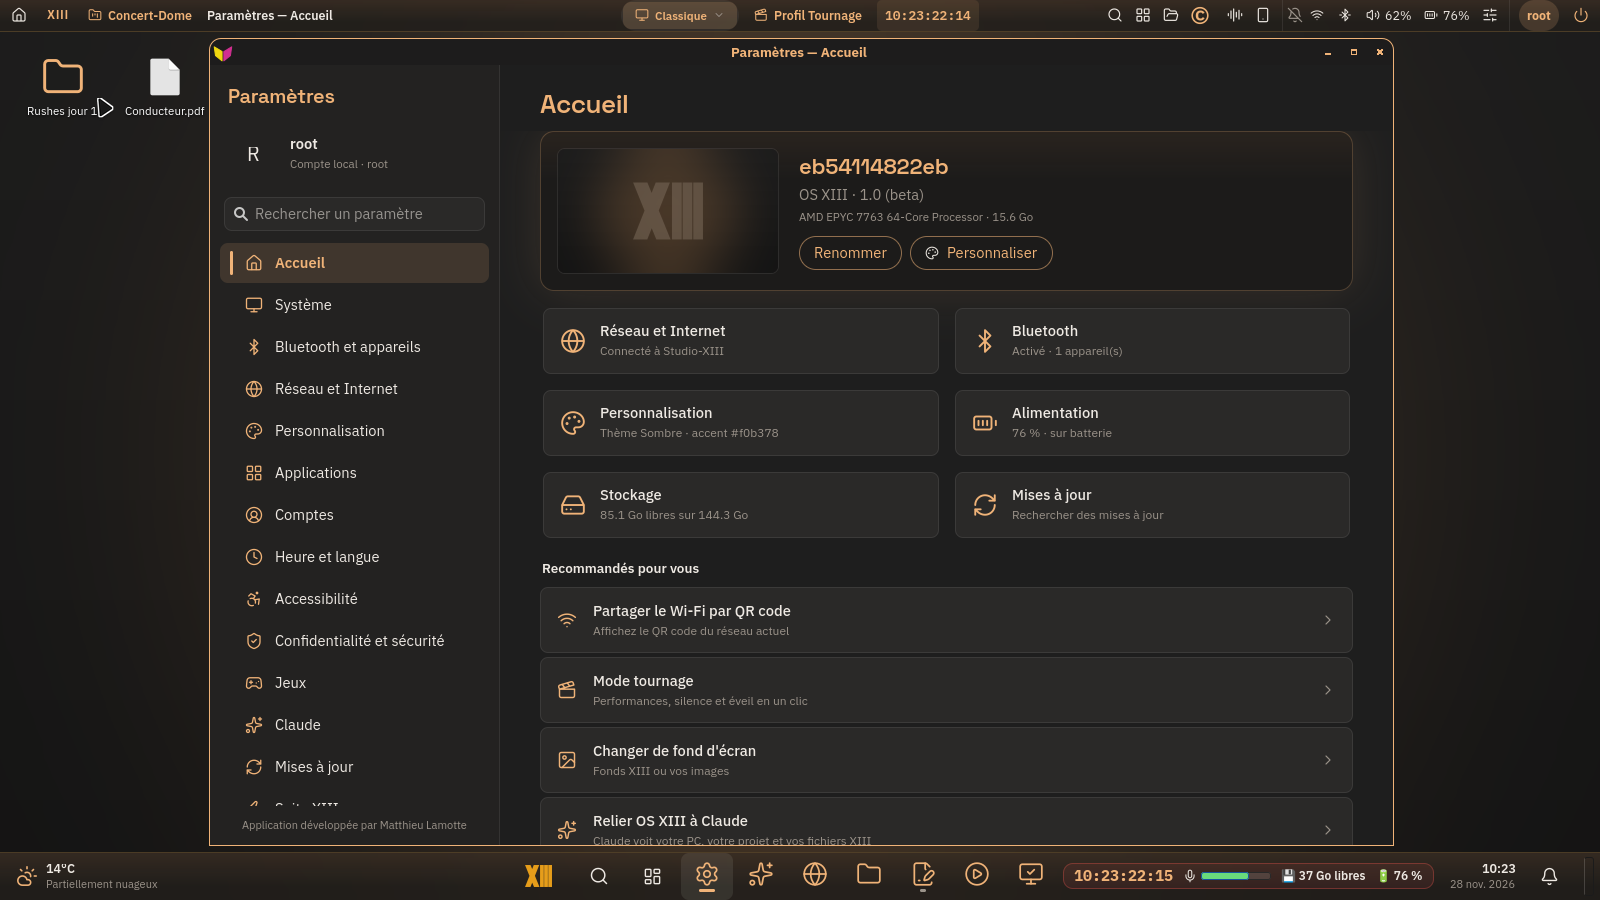 XIII Concert-Dome Paramètres — Accueil Classique Profil Tournage 10:23:22:14 62% 76% root
Rushes jour 1
Conducteur.pdf
Paramètres — Accueil
Paramètres
R
root
Compte local · root
Rechercher un paramètre
Accueil
Système
Bluetooth et appareils
Réseau et Internet
Personnalisation
Applications
Comptes
Heure et langue
Accessibilité
Confidentialité et sécurité
Jeux
Claude
Mises à jour
Application développée par Matthieu Lamotte
Accueil
XIII
eb54114822eb
OS XIII · 1.0 (beta)
AMD EPYC 7763 64-Core Processor · 15.6 Go
Renommer
Personnaliser
Réseau et Internet
Connecté à Studio-XIII
Bluetooth
Activé · 1 appareil(s)
Personnalisation
Thème Sombre · accent #f0b378
Alimentation
76 % · sur batterie
Stockage
85.1 Go libres sur 144.3 Go
Mises à jour
Rechercher des mises à jour
Recommandés pour vous
Partager le Wi-Fi par QR code
Affichez le QR code du réseau actuel
Mode tournage
Performances, silence et éveil en un clic
Changer de fond d'écran
Fonds XIII ou vos images
Relier OS XIII à Claude
Claude voit votre PC, votre projet et vos fichiers XIII
14°C
Partiellement nuageux
XIII
10:23:22:15
37 Go libres
76 %
10:23
28 nov. 2026